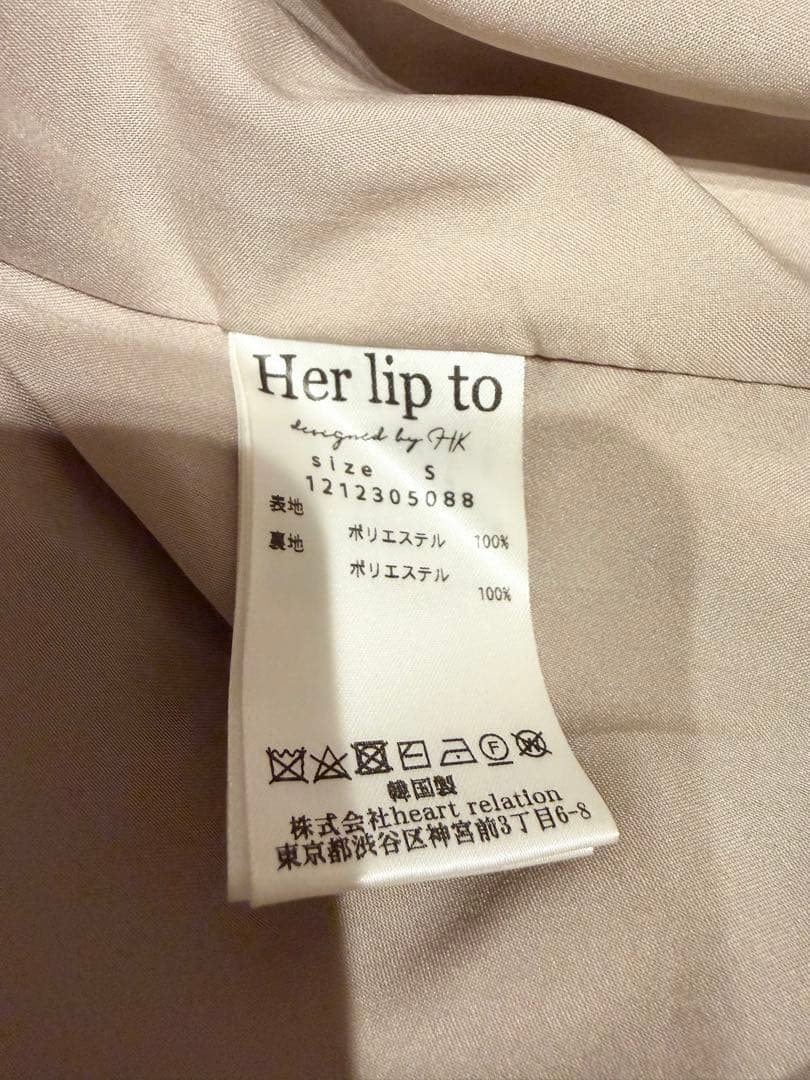 Her lip to
designed by HK
size S
1212305088
表地 ポリエステル 100%
裏地 ポリエステル 100%
韓国製
株式会社heart relation
東京都渋谷区神宮前3丁目6-8